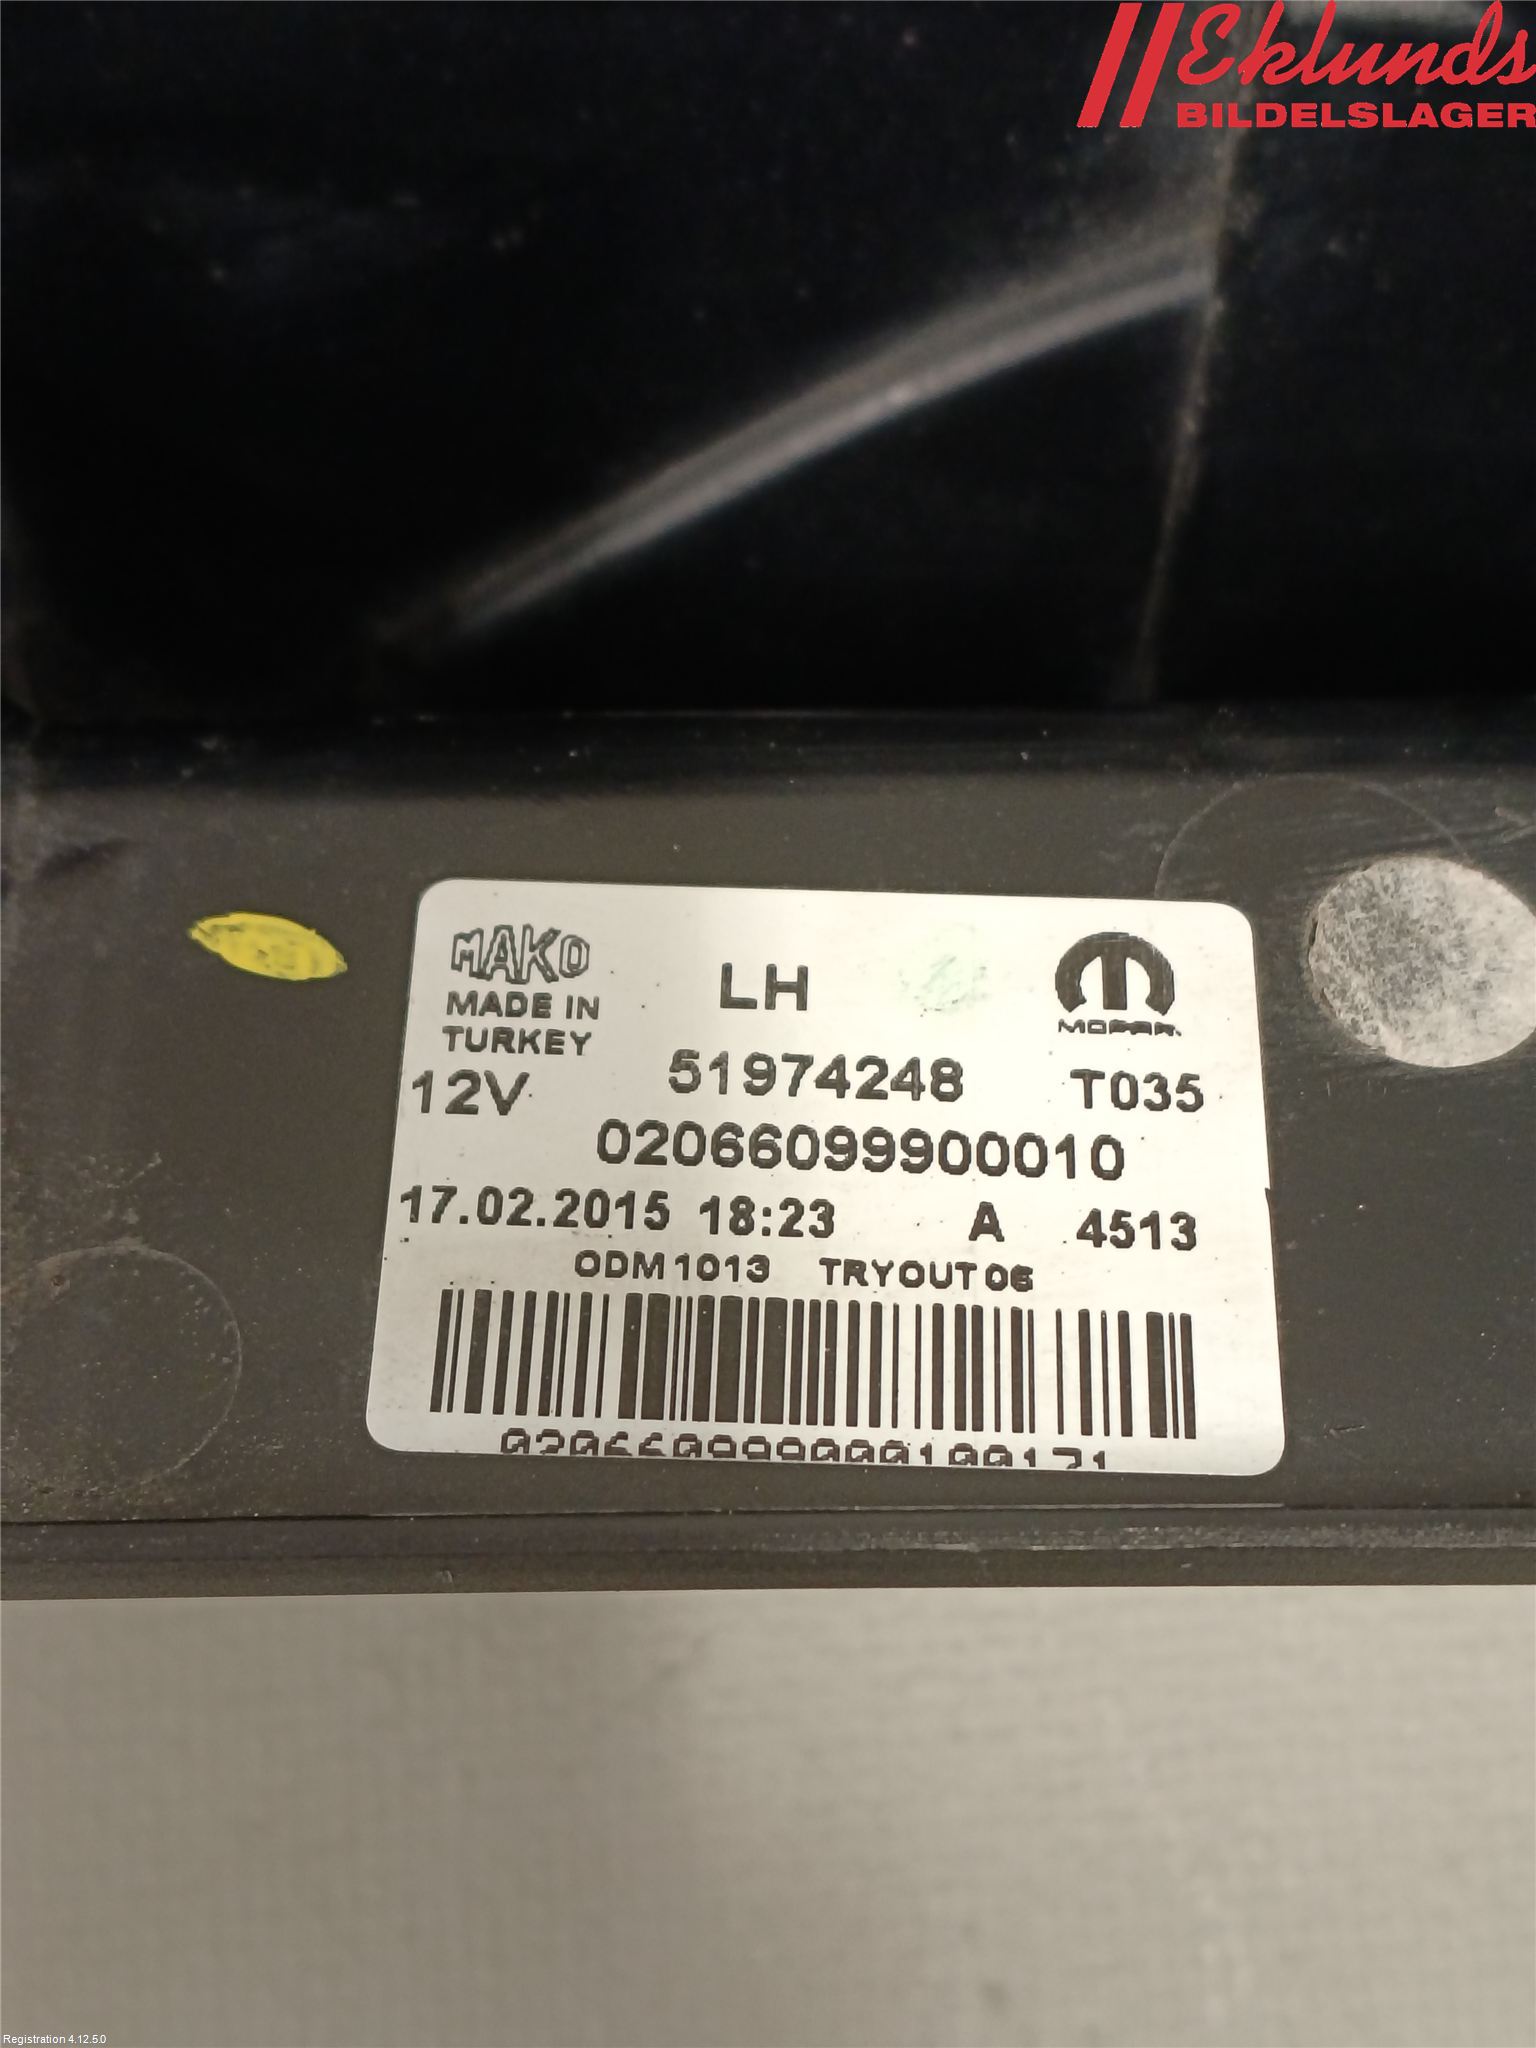 Eklunds
BILDELSLAGER
MAKO
MADE IN
TURKEY
LH
MOPAR.
12V
51974248
T035
02066099900010
17.02.2015 18:23 A 4513
ODM1013 TRYOUT06
Registration 4.12.5.0